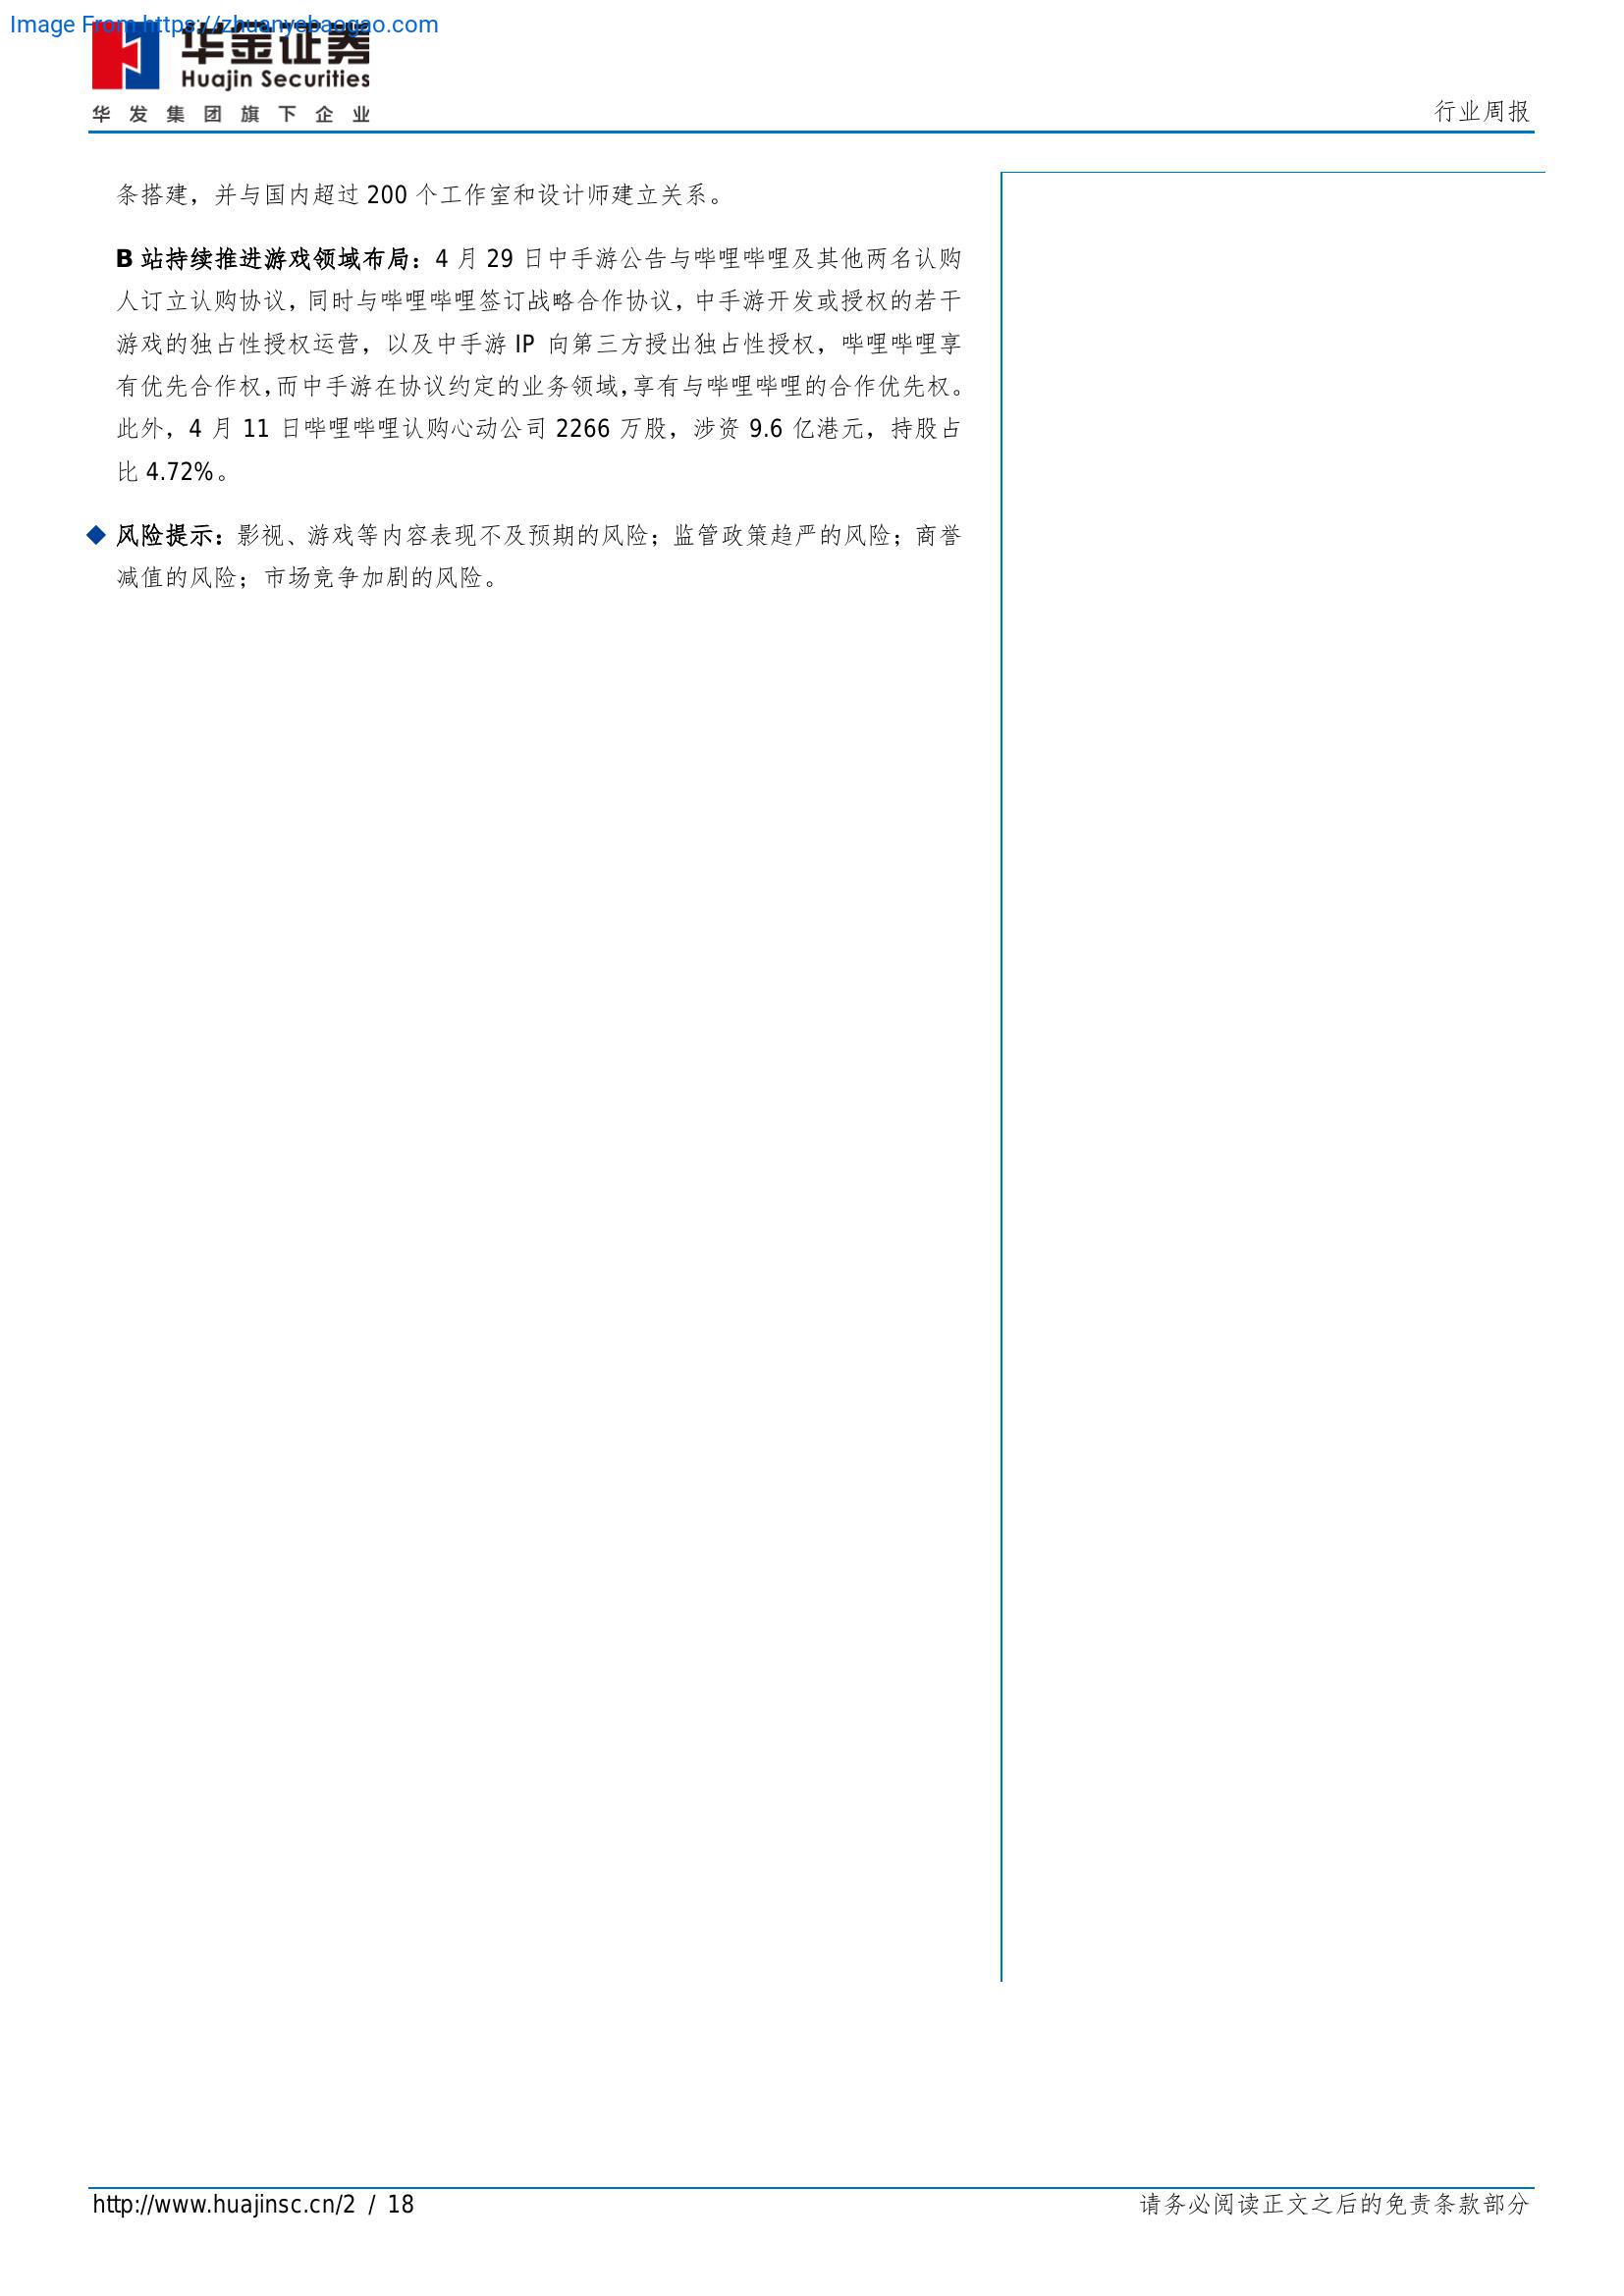 Image From https://zhuanyebaogao.com
华金证券
Huajin Securities
华发集团旗下企业
行业周报
条搭建，并与国内超过 200 个工作室和设计师建立关系。
B 站持续推进游戏领域布局：4 月 29 日中手游公告与哔哩哔哩及其他两名认购
人订立认购协议，同时与哔哩哔哩签订战略合作协议，中手游开发或授权的若干
游戏的独占性授权运营，以及中手游 IP 向第三方授出独占性授权，哔哩哔哩享
有优先合作权，而中手游在协议约定的业务领域，享有与哔哩哔哩的合作优先权。
此外，4 月 11 日哔哩哔哩认购心动公司 2266 万股，涉资 9.6 亿港元，持股占
比 4.72%。
◆ 风险提示：影视、游戏等内容表现不及预期的风险；监管政策趋严的风险；商誉
减值的风险；市场竞争加剧的风险。
http://www.huajinsc.cn/2 / 18
请务必阅读正文之后的免责条款部分